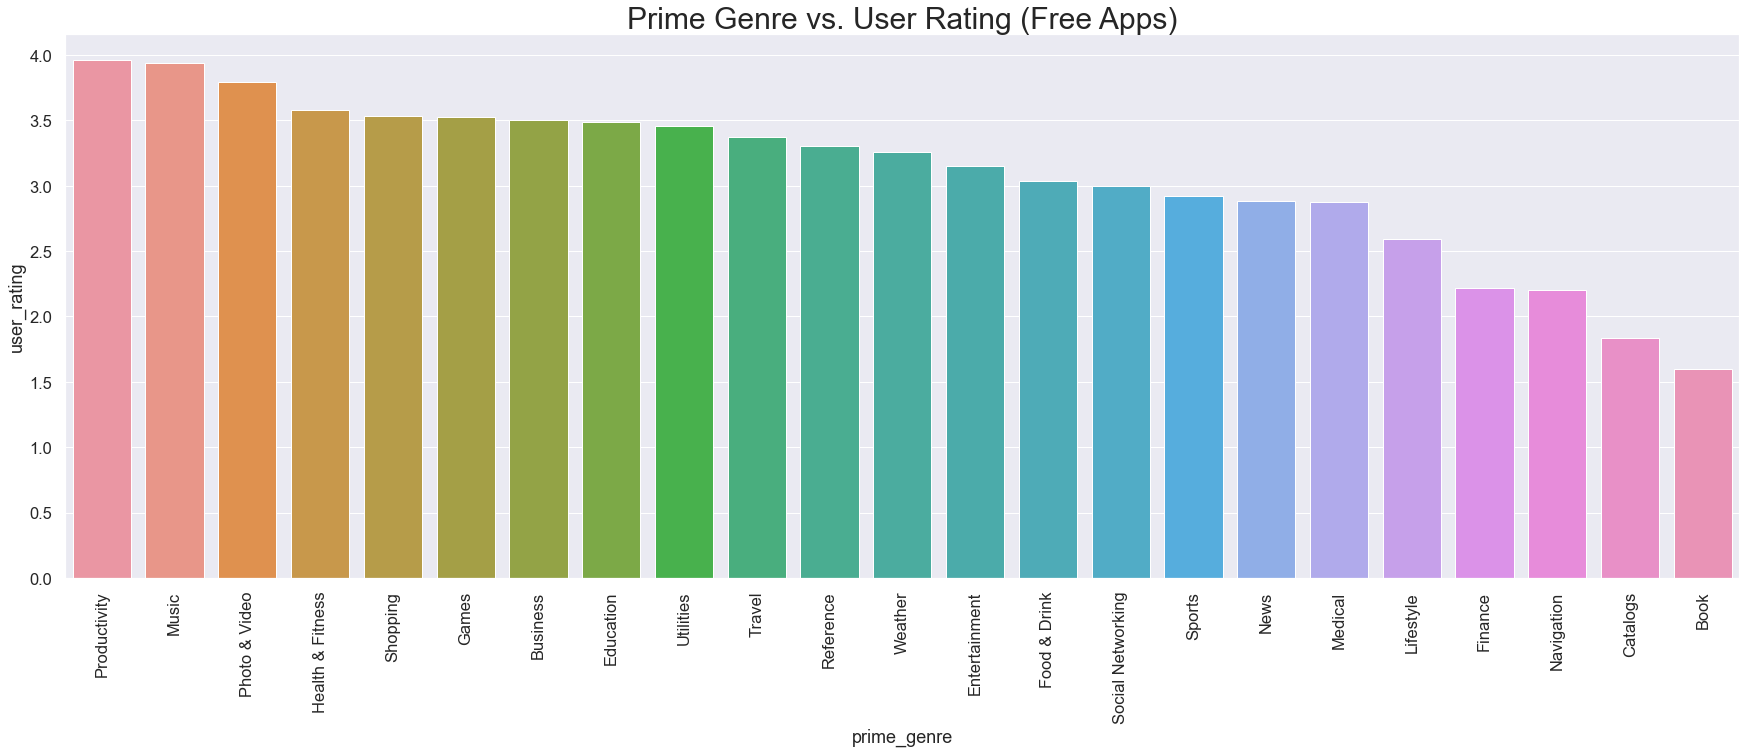 Prime Genre vs. User Rating (Free Apps)
user_rating
4.0
3.5
3.0
2.5
2.0
1.5
1.0
0.5
0.0
Productivity
Music
Photo & Video
Health & Fitness
Shopping
Games
Business
Education
Utilities
Travel
Reference
Weather
Entertainment
Food & Drink
Social Networking
Sports
News
Medical
Lifestyle
Finance
Navigation
Catalogs
Book
prime_genre